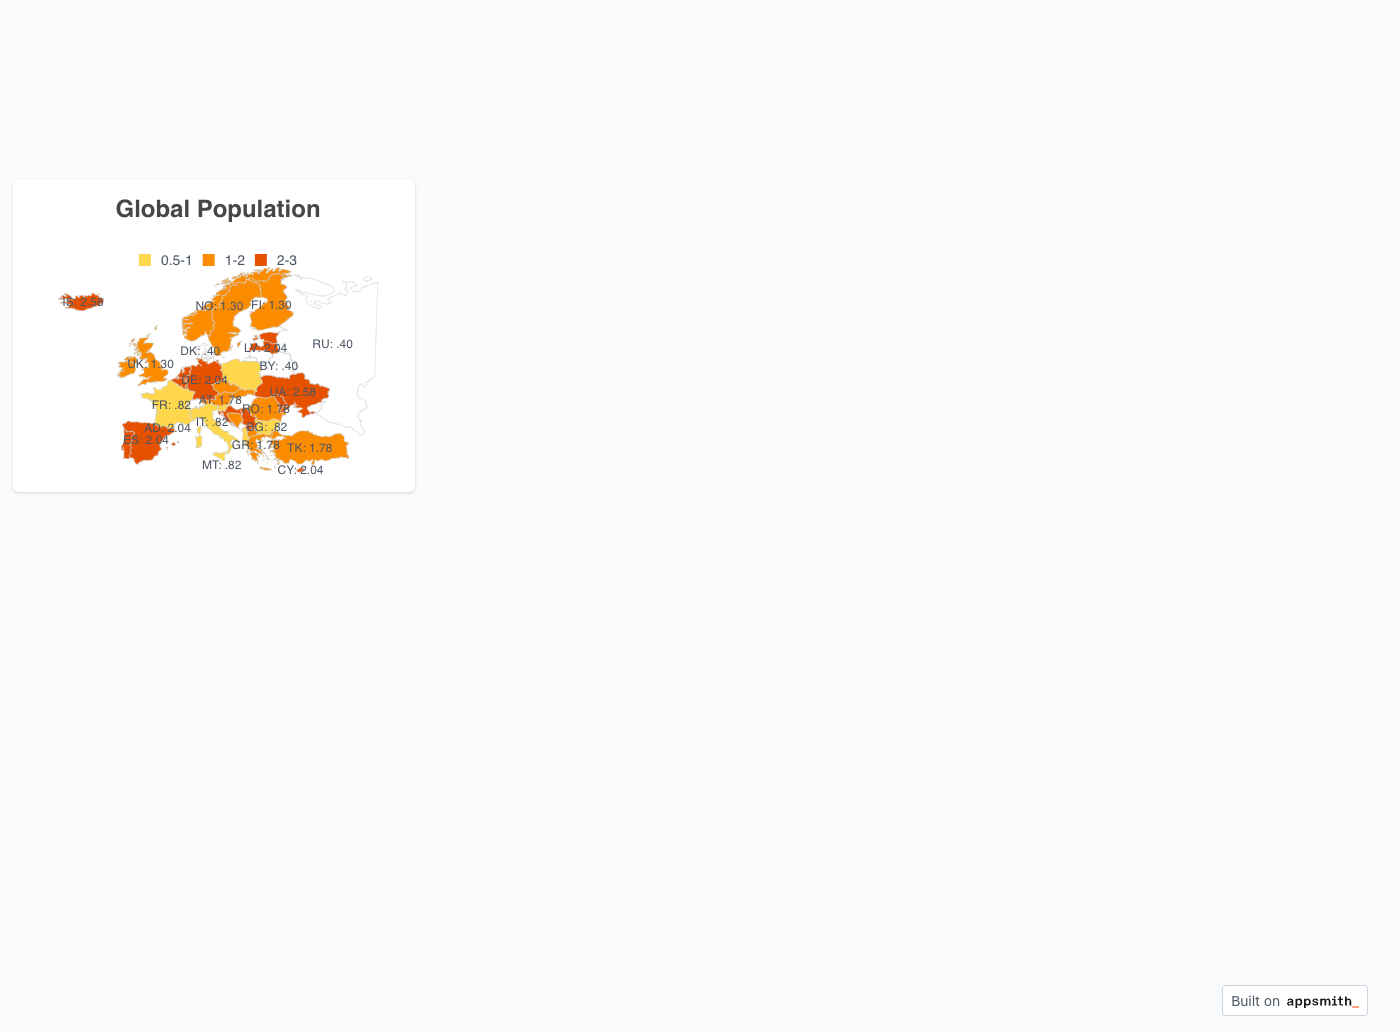 Global Population
0.5-1 1-2 2-3
IS: 2.58
NO: 1.30 FI: 1.30
RU: .40
DK: .40 LV: 2.04
UK: 1.30 BY: .40
DE: 2.04
UA: 2.58
AT: 1.78
FR: .82 RO: 1.78
IT: .82
AD: 2.04 BG: .82
ES: 2.04
GR: 1.78 TK: 1.78
MT: .82 CY: 2.04
Built on appsmith_